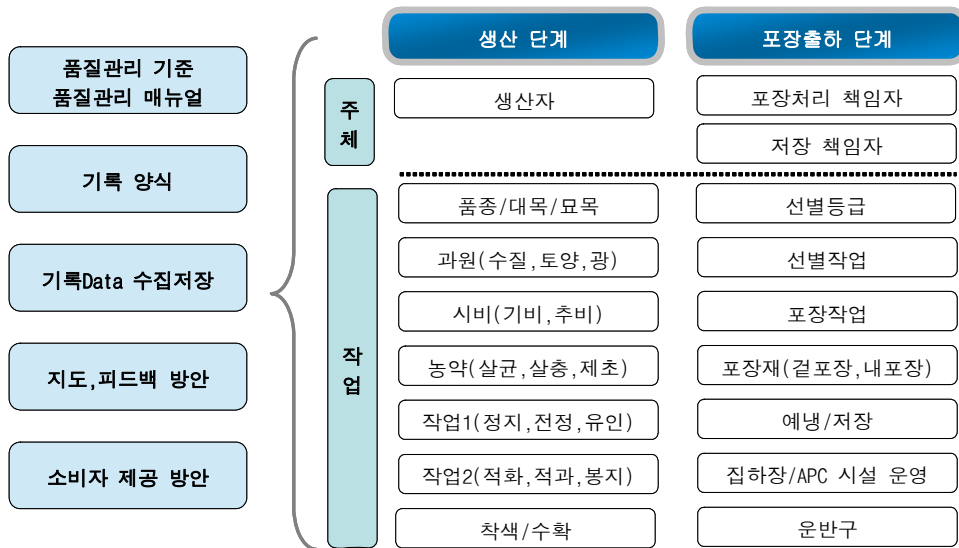 품질관리 기준
품질관리 매뉴얼
기록 양식
기록Data 수집저장
지도,피드백 방안
소비자 제공 방안
생산 단계
포장출하 단계
주
체
생산자
포장처리 책임자
저장 책임자
작
업
품종/대목/묘목
선별등급
과원(수질,토양,광)
선별작업
시비(기비,추비)
포장작업
농약(살균,살충,제초)
포장재(겉포장,내포장)
작업1(정지,전정,유인)
예냉/저장
작업2(적화,적과,봉지)
집하장/APC 시설 운영
착색/수확
운반구